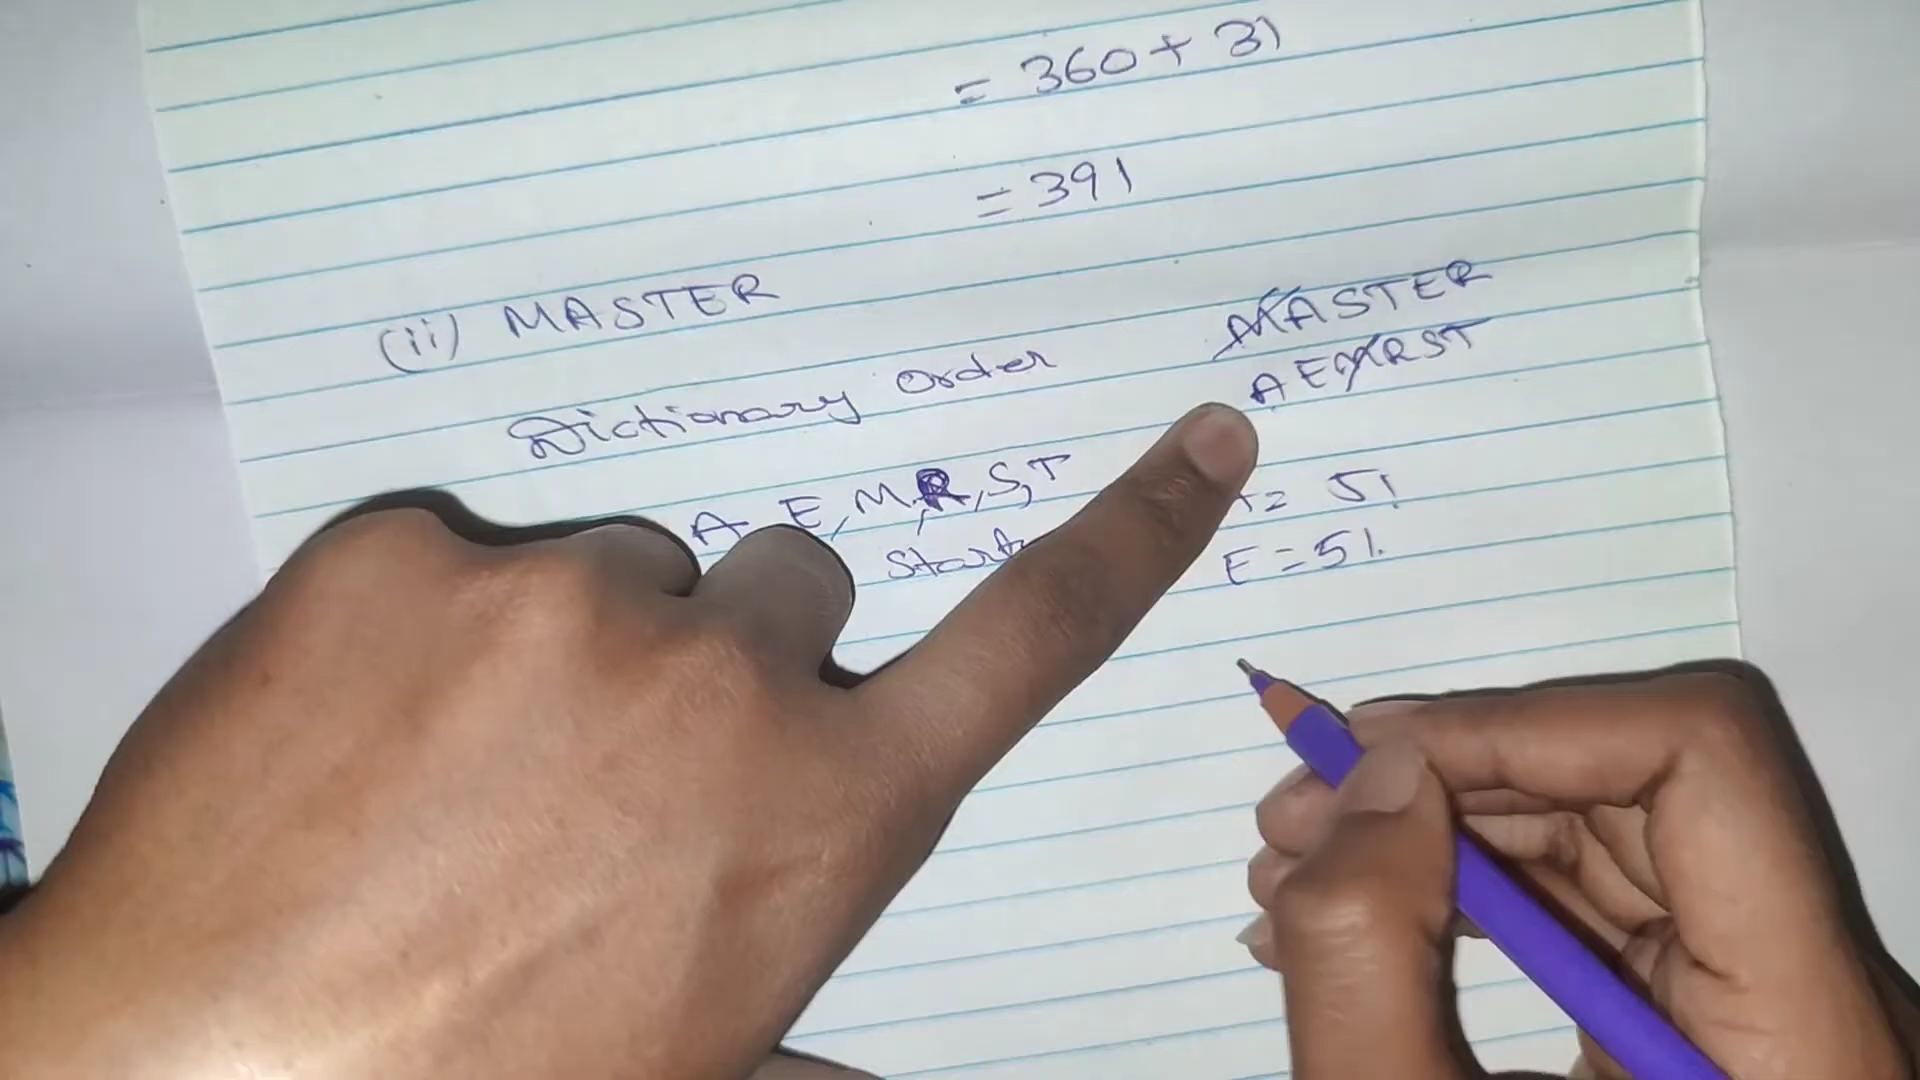 = 360 + 31
= 391
(ii) MASTER
MASTER
Dictionary Order
AEMRST
A E, M, R, S, T
= 5!
E = 5!